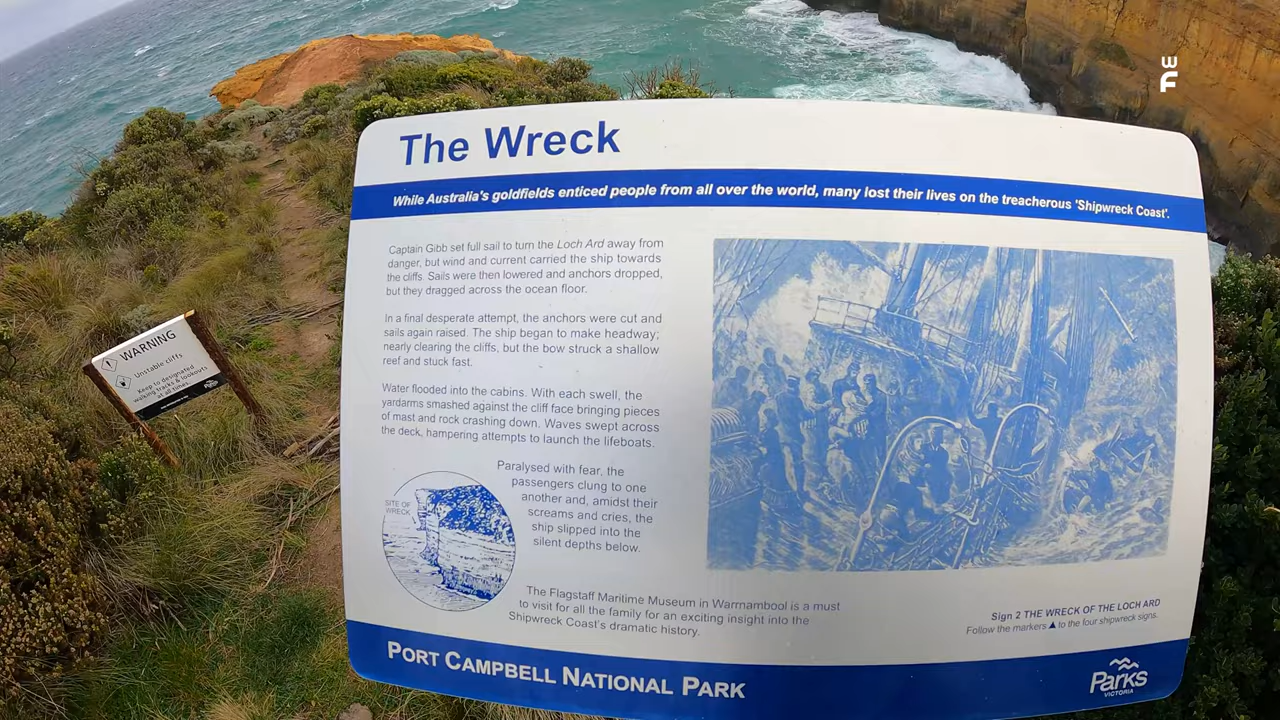 W
F
The Wreck
While Australia's goldfields enticed people from all over the world, many lost their lives on the treacherous 'Shipwreck Coast'.
Captain Gibb set full sail to turn the Loch Ard away from
danger, but wind and current carried the ship towards
the cliffs. Sails were then lowered and anchors dropped,
but they dragged across the ocean floor.
In a final desperate attempt, the anchors were cut and
sails again raised. The ship began to make headway;
nearly clearing the cliffs, but the bow struck a shallow
reef and stuck fast.
Water flooded into the cabins. With each swell, the
yardarms smashed against the cliff face bringing pieces
of mast and rock crashing down. Waves swept across
the deck, hampering attempts to launch the lifeboats.
Paralysed with fear, the
passengers clung to one
another and, amidst their
screams and cries, the
ship slipped into the
silent depths below.
SITE OF
WRECK
The Flagstaff Maritime Museum in Warrnambool is a must
to visit for all the family for an exciting insight into the
Shipwreck Coast's dramatic history.
Sign 2 THE WRECK OF THE LOCH ARD
Follow the markers ▲ to the four shipwreck signs.
PORT CAMPBELL NATIONAL PARK
Parks
VICTORIA
WARNING
Unstable cliffs
Keep to designated
walking tracks & lookouts
at all times
Parks